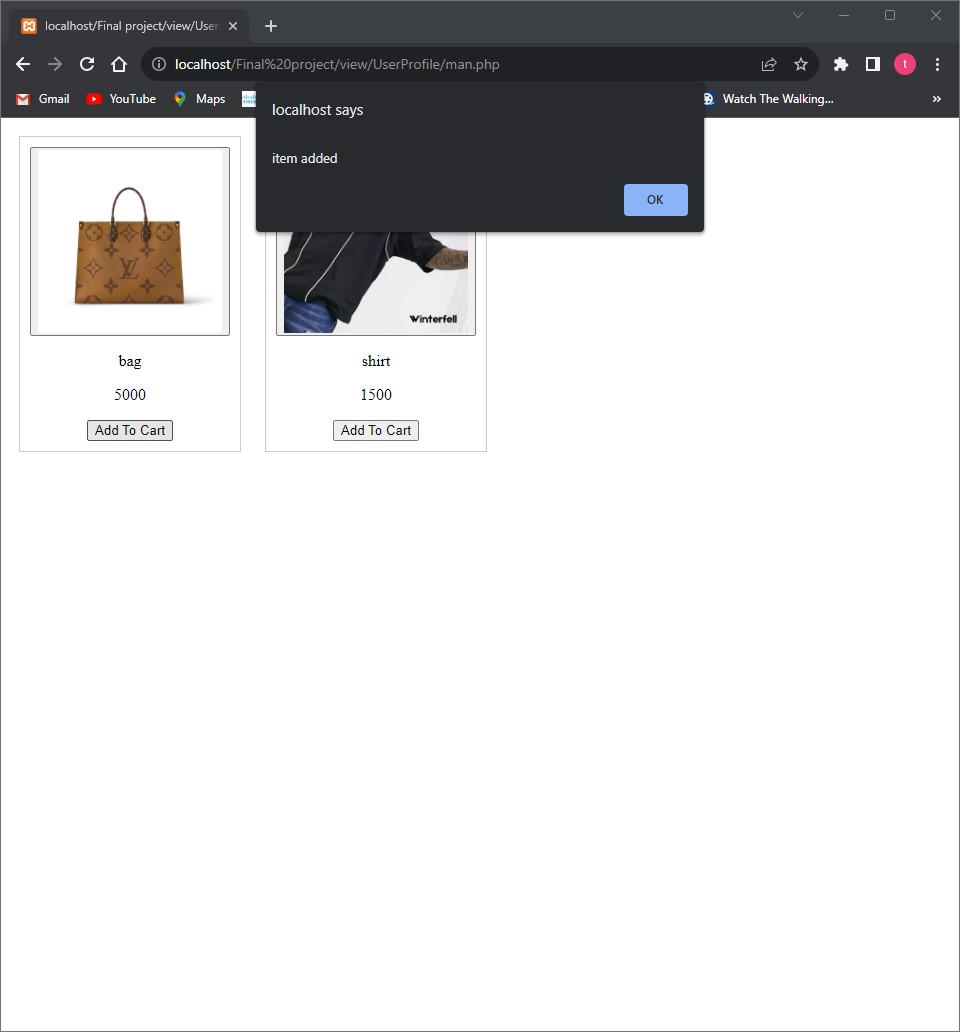 localhost/Final project/view/User
localhost/Final%20project/view/UserProfile/man.php
t
Gmail
YouTube
Maps
Watch The Walking...
»
localhost says
item added
OK
LV
Winterfell
bag
shirt
5000
1500
Add To Cart
Add To Cart